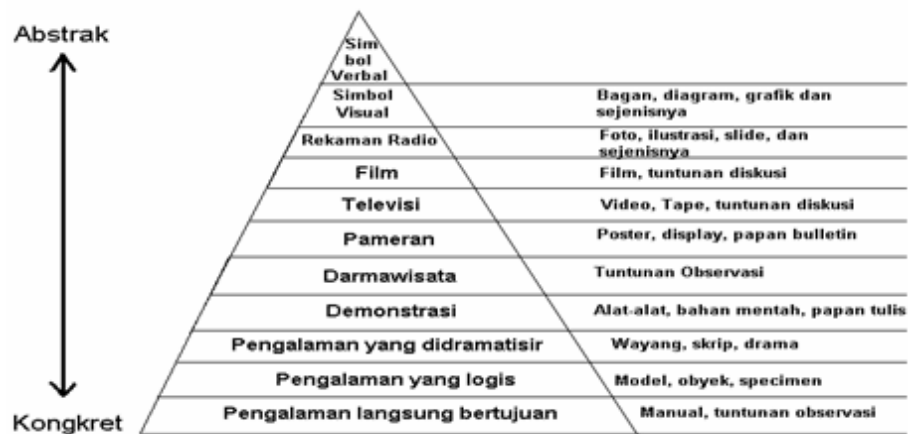 Abstrak
Sim
bol
Verbal
Simbol
Visual
Bagan, diagram, grafik dan
sejenisnya
Rekaman Radio
Foto, ilustrasi, slide, dan
sejenisnya
Film
Film, tuntunan diskusi
Televisi
Video, Tape, tuntunan diskusi
Pameran
Poster, display, papan bulletin
Darmawisata
Tuntunan Observasi
Demonstrasi
Alat-alat, bahan mentah, papan tulis
Pengalaman yang didramatisir
Wayang, skrip, drama
Pengalaman yang logis
Model, obyek, specimen
Kongkret
Pengalaman langsung bertujuan
Manual, tuntunan observasi